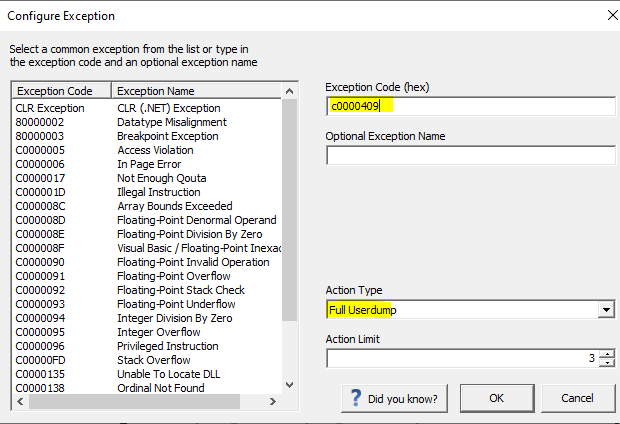 Configure Exception
Select a common exception from the list or type in
the exception code and an optional exception name
Exception Code Exception Name
CLR Exception CLR (.NET) Exception
80000002 Datatype Misalignment
80000003 Breakpoint Exception
C0000005 Access Violation
C0000006 In Page Error
C0000017 Not Enough Qouta
C000001D Illegal Instruction
C000008C Array Bounds Exceeded
C000008D Floating-Point Denormal Operand
C000008E Floating-Point Division By Zero
C000008F Visual Basic / Floating-Point Inexac
C0000090 Floating-Point Invalid Operation
C0000091 Floating-Point Overflow
C0000092 Floating-Point Stack Check
C0000093 Floating-Point Underflow
C0000094 Integer Division By Zero
C0000095 Integer Overflow
C0000096 Privileged Instruction
C00000FD Stack Overflow
C0000135 Unable To Locate DLL
C0000138 Ordinal Not Found
Exception Code (hex)
c0000409
Optional Exception Name
Action Type
Full Userdump
Action Limit
3
? Did you know?
OK
Cancel